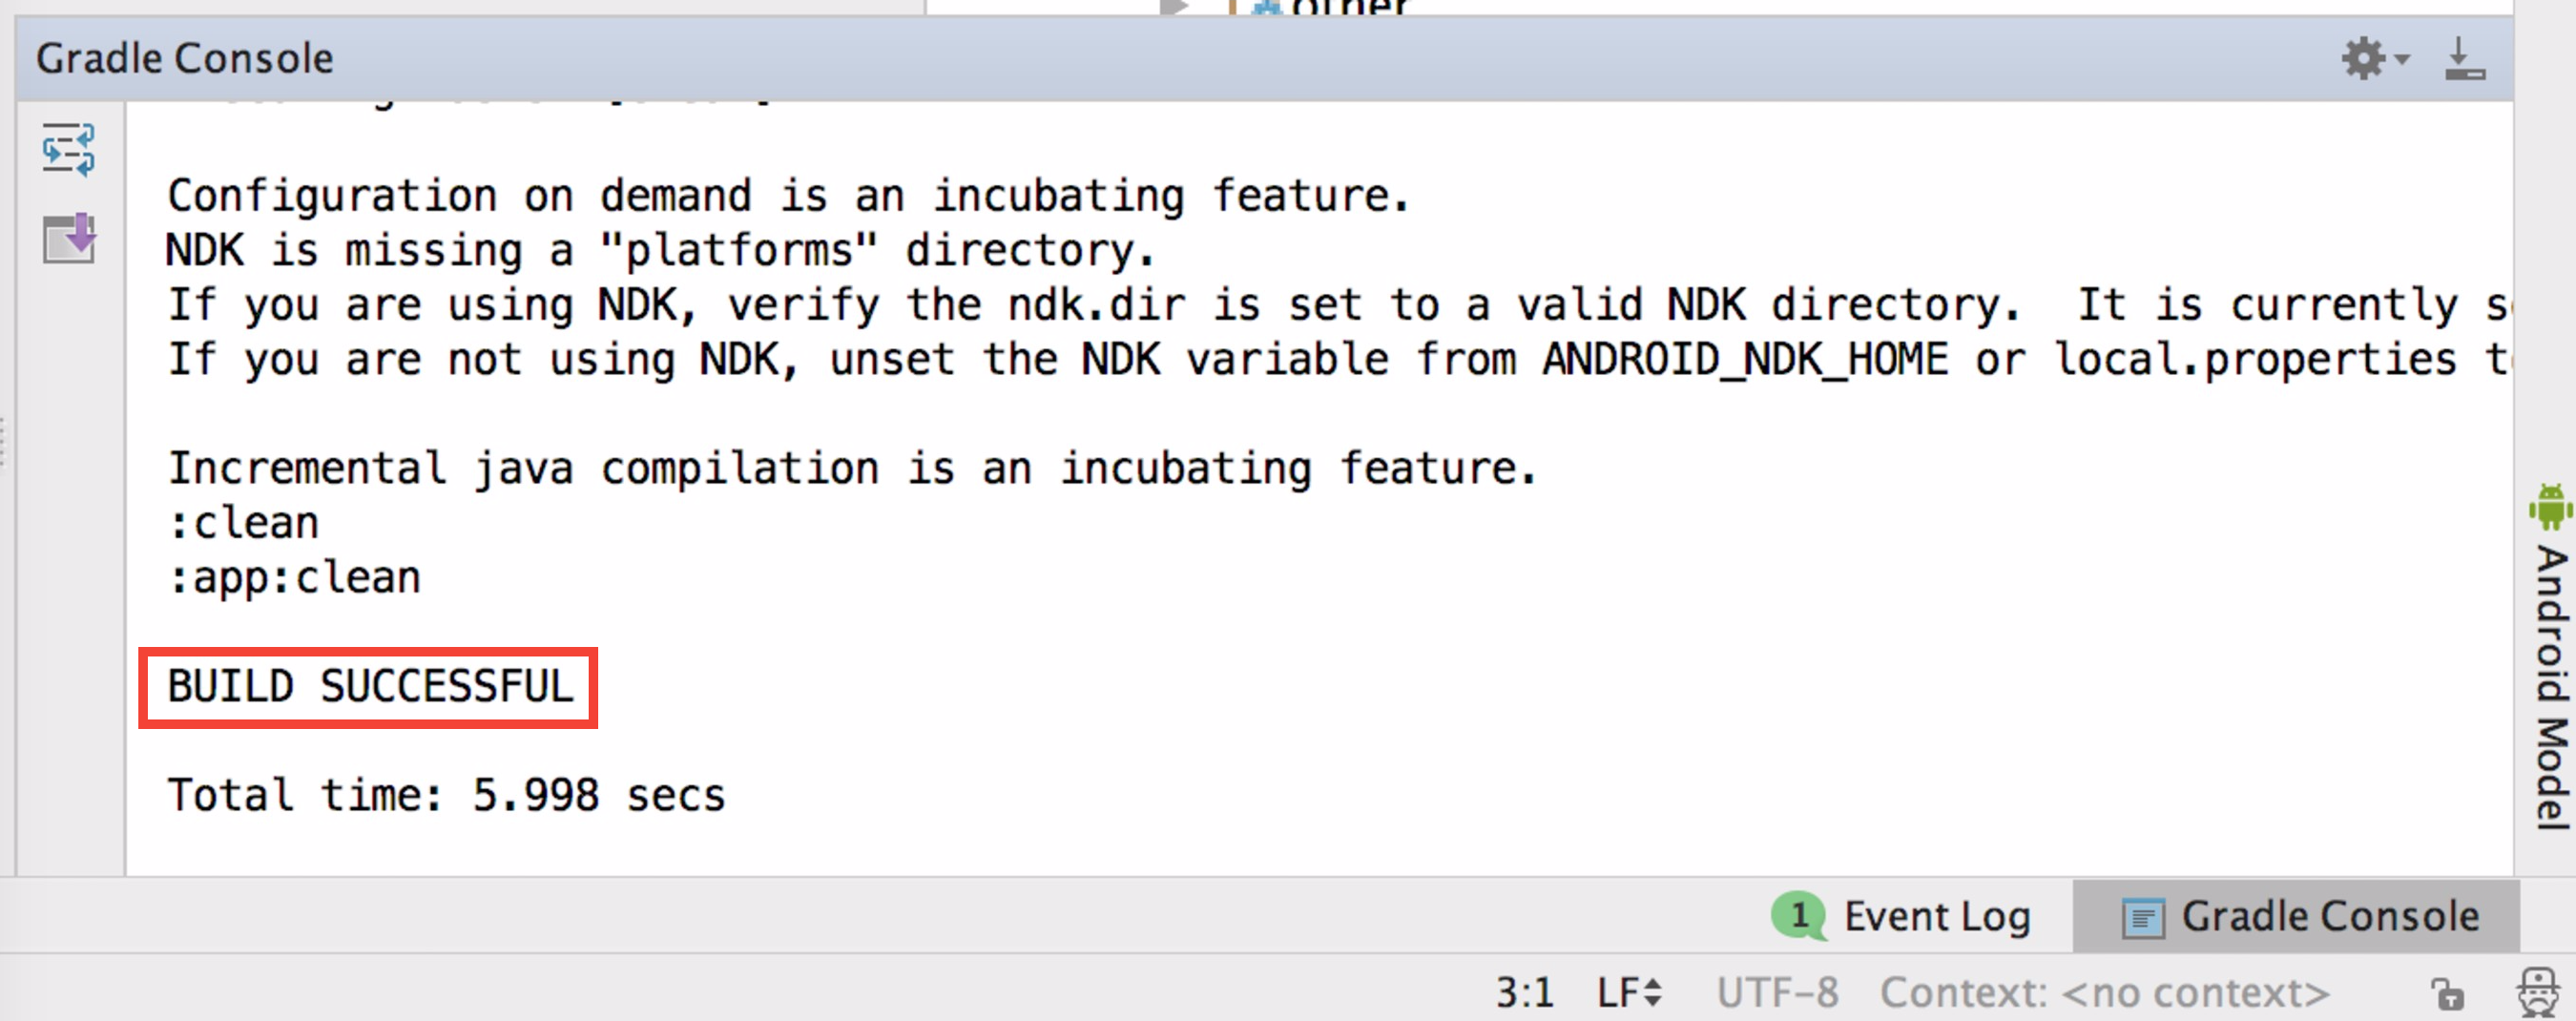 other
Gradle Console
Configuration on demand is an incubating feature.
NDK is missing a "platforms" directory.
If you are using NDK, verify the ndk.dir is set to a valid NDK directory.  It is currently
If you are not using NDK, unset the NDK variable from ANDROID_NDK_HOME or local.properties
Incremental java compilation is an incubating feature.
:clean
:app:clean
BUILD SUCCESSFUL
Total time: 5.998 secs
Android Model
1 Event Log Gradle Console
3:1 LF UTF-8 Context: <no context>